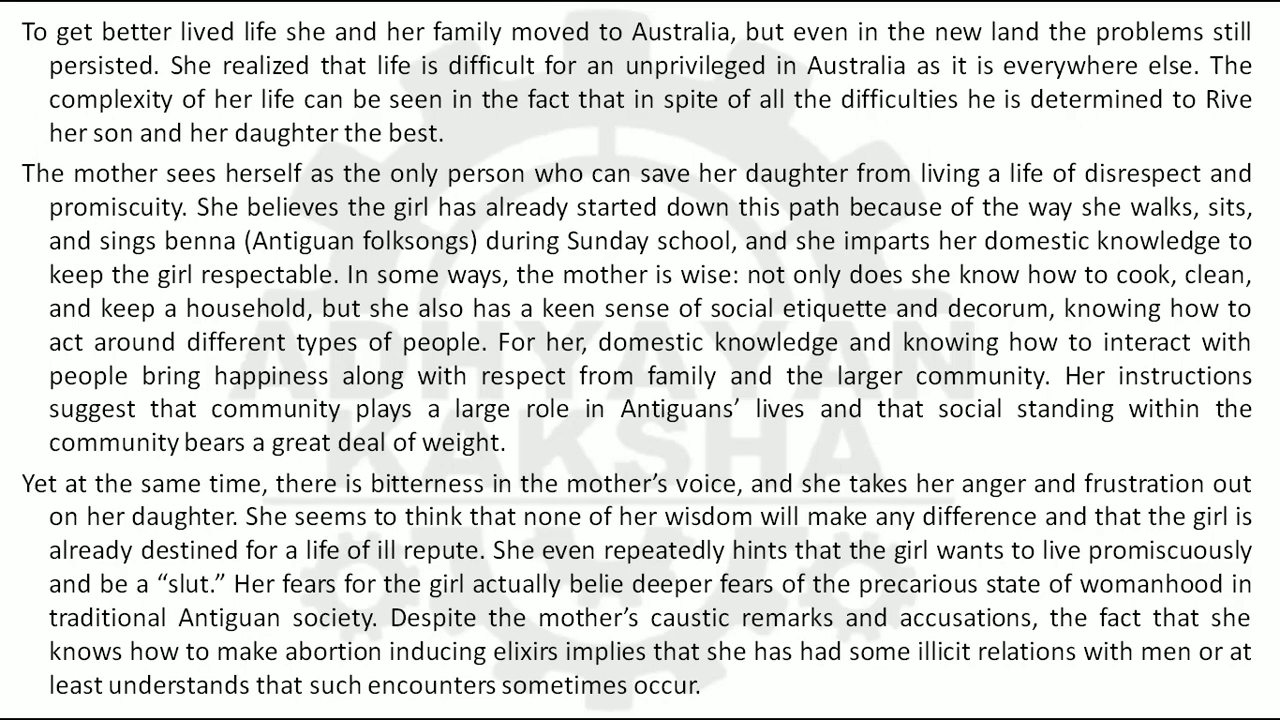 To get better lived life she and her family moved to Australia, but even in the new land the problems still
persisted. She realized that life is difficult for an unprivileged in Australia as it is everywhere else. The
complexity of her life can be seen in the fact that in spite of all the difficulties he is determined to Rive
her son and her daughter the best.
The mother sees herself as the only person who can save her daughter from living a life of disrespect and
promiscuity. She believes the girl has already started down this path because of the way she walks, sits,
and sings benna (Antiguan folksongs) during Sunday school, and she imparts her domestic knowledge to
keep the girl respectable. In some ways, the mother is wise: not only does she know how to cook, clean,
and keep a household, but she also has a keen sense of social etiquette and decorum, knowing how to
act around different types of people. For her, domestic knowledge and knowing how to interact with
people bring happiness along with respect from family and the larger community. Her instructions
suggest that community plays a large role in Antiguans’ lives and that social standing within the
community bears a great deal of weight.
Yet at the same time, there is bitterness in the mother’s voice, and she takes her anger and frustration out
on her daughter. She seems to think that none of her wisdom will make any difference and that the girl is
already destined for a life of ill repute. She even repeatedly hints that the girl wants to live promiscuously
and be a “slut.” Her fears for the girl actually belie deeper fears of the precarious state of womanhood in
traditional Antiguan society. Despite the mother’s caustic remarks and accusations, the fact that she
knows how to make abortion inducing elixirs implies that she has had some illicit relations with men or at
least understands that such encounters sometimes occur.
ADHYAYAN
KAKSHA